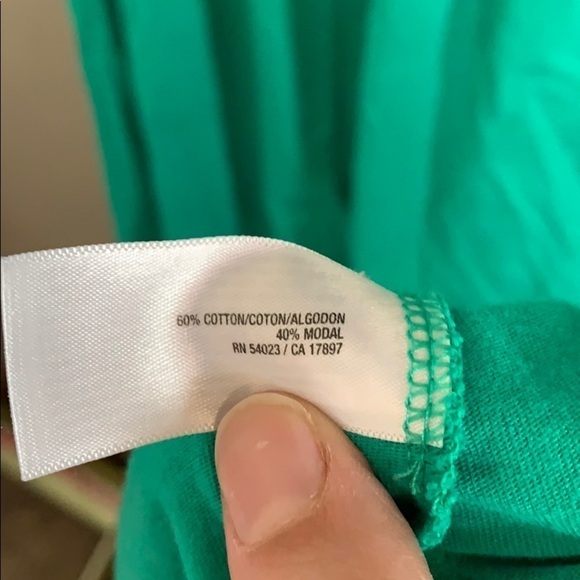 60% COTTON/COTON/ALGODON
40% MODAL
RN 54023 / CA 17897